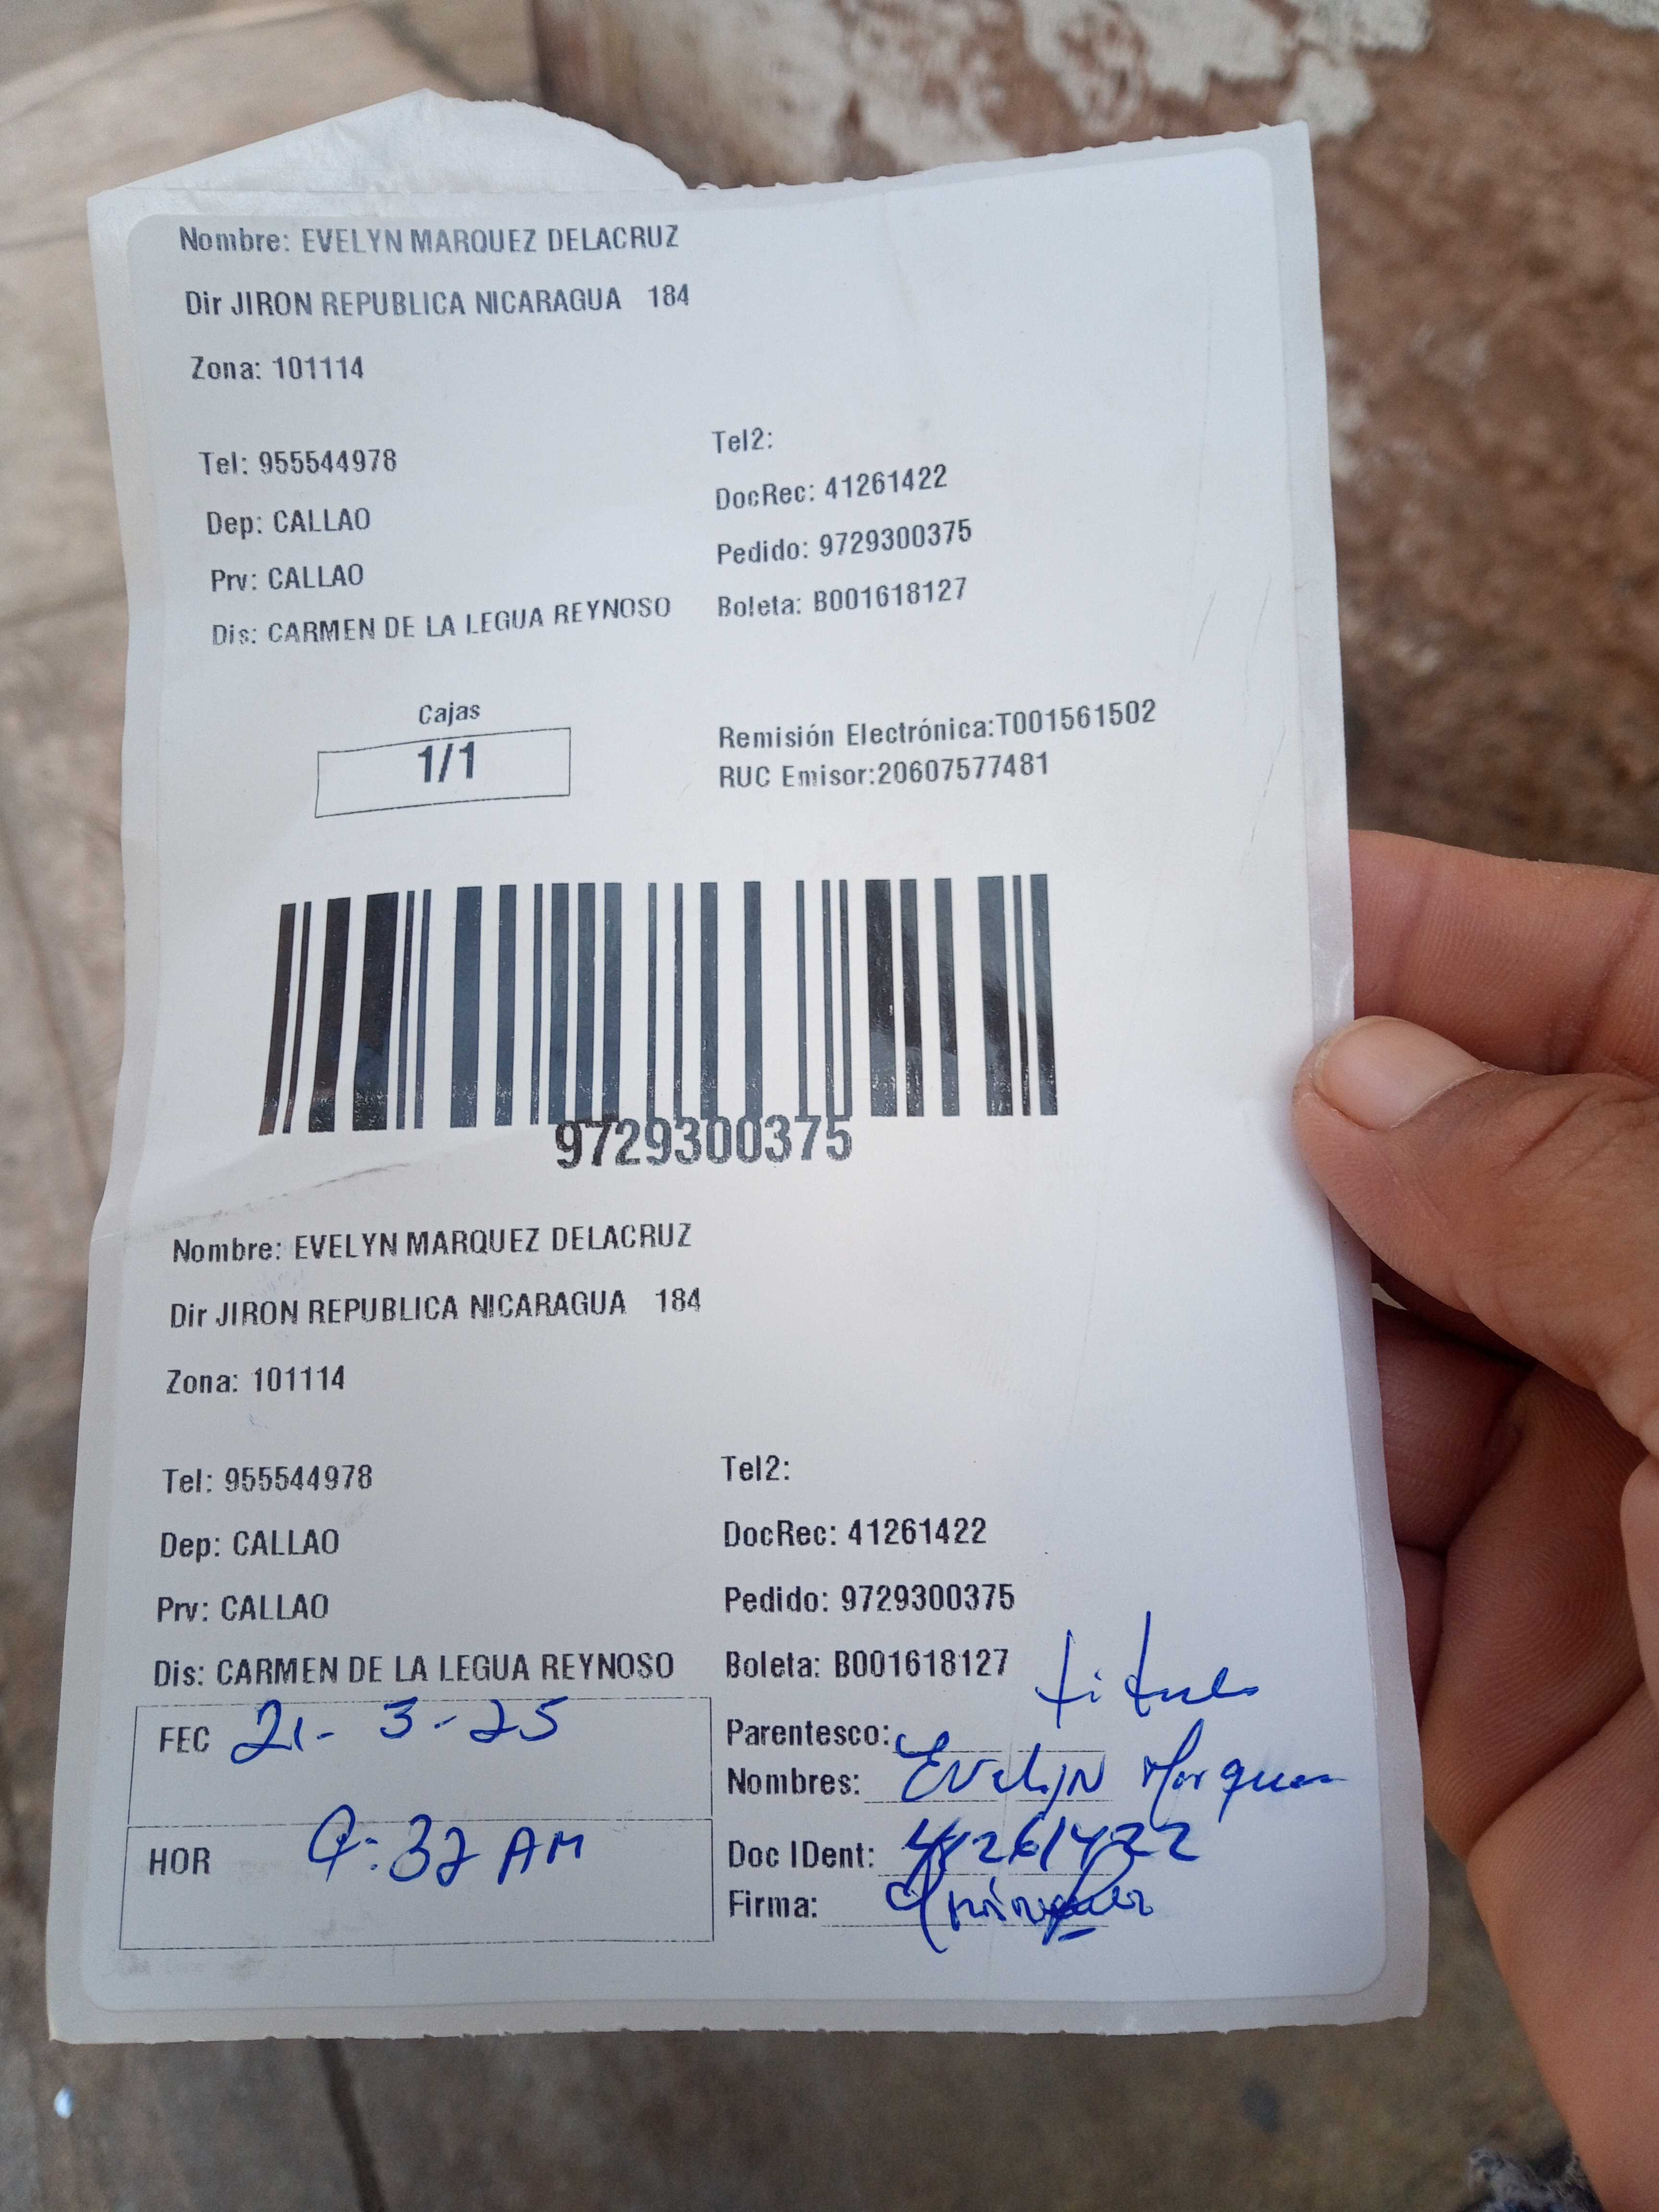 Nombre: EVELYN MARQUEZ DELACRUZ
Dir JIRON REPUBLICA NICARAGUA 184
Zona: 101114
Tel: 955544978 Tel2:
DocRec: 41261422
Dep: CALLAO
Pedido: 9729300375
Prv: CALLAO
Boleta: B001618127
Dis: CARMEN DE LA LEGUA REYNOSO
Cajas
1/1
Remisión Electrónica:T001561502
RUC Emisor:20607577481
9729300375
Nombre: EVELYN MARQUEZ DELACRUZ
Dir JIRON REPUBLICA NICARAGUA 184
Zona: 101114
Tel: 955544978 Tel2:
Dep: CALLAO DocRec: 41261422
Prv: CALLAO Pedido: 9729300375
Dis: CARMEN DE LA LEGUA REYNOSO Boleta: B001618127
FEC 21-3-25
Parentesco: titular
Nombres: Evelyn Marquez
HOR 9:32 AM
Doc IDent: 41261422
Firma: